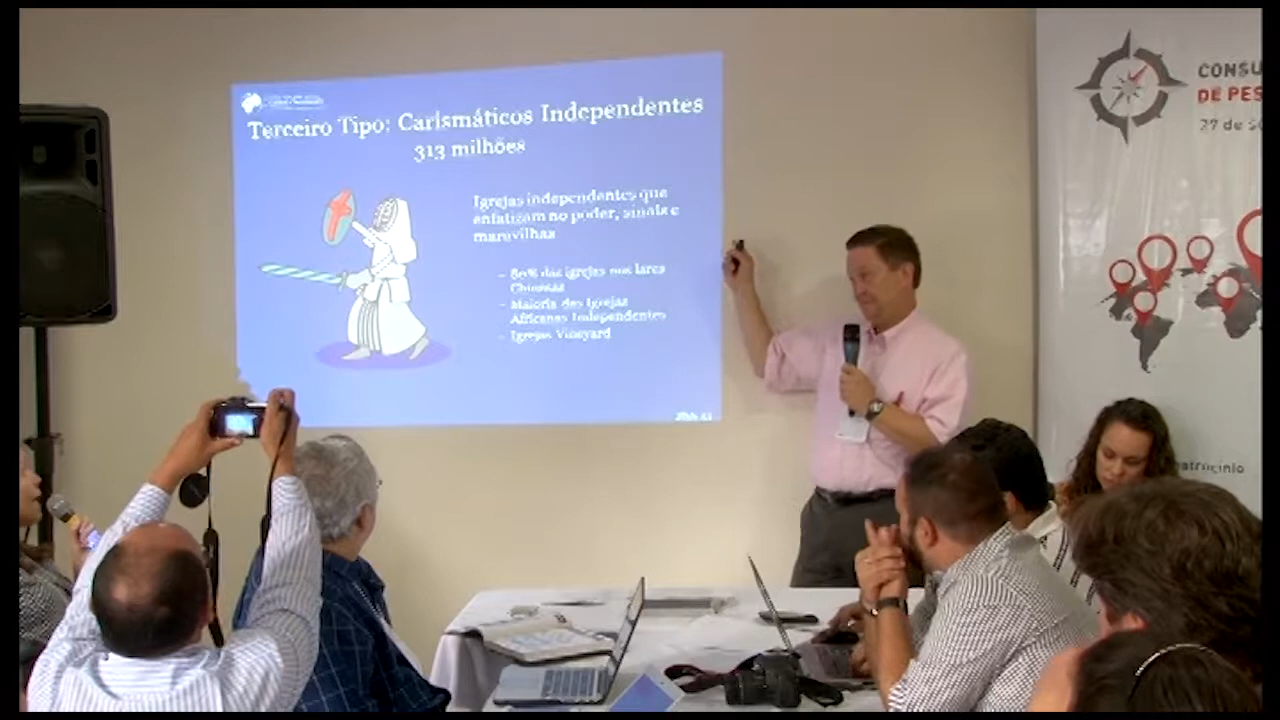 Terceiro Tipo: Carismáticos Independentes
313 milhões
Igrejas independentes que
enfatizam no poder, sinais e
maravilhas
- 80% das igrejas nos lares
Chinesas
- Maioria das Igrejas
Africanas Independentes
- Igrejas Vineyard
CONSU
DE PES
27 de S
patrocínio